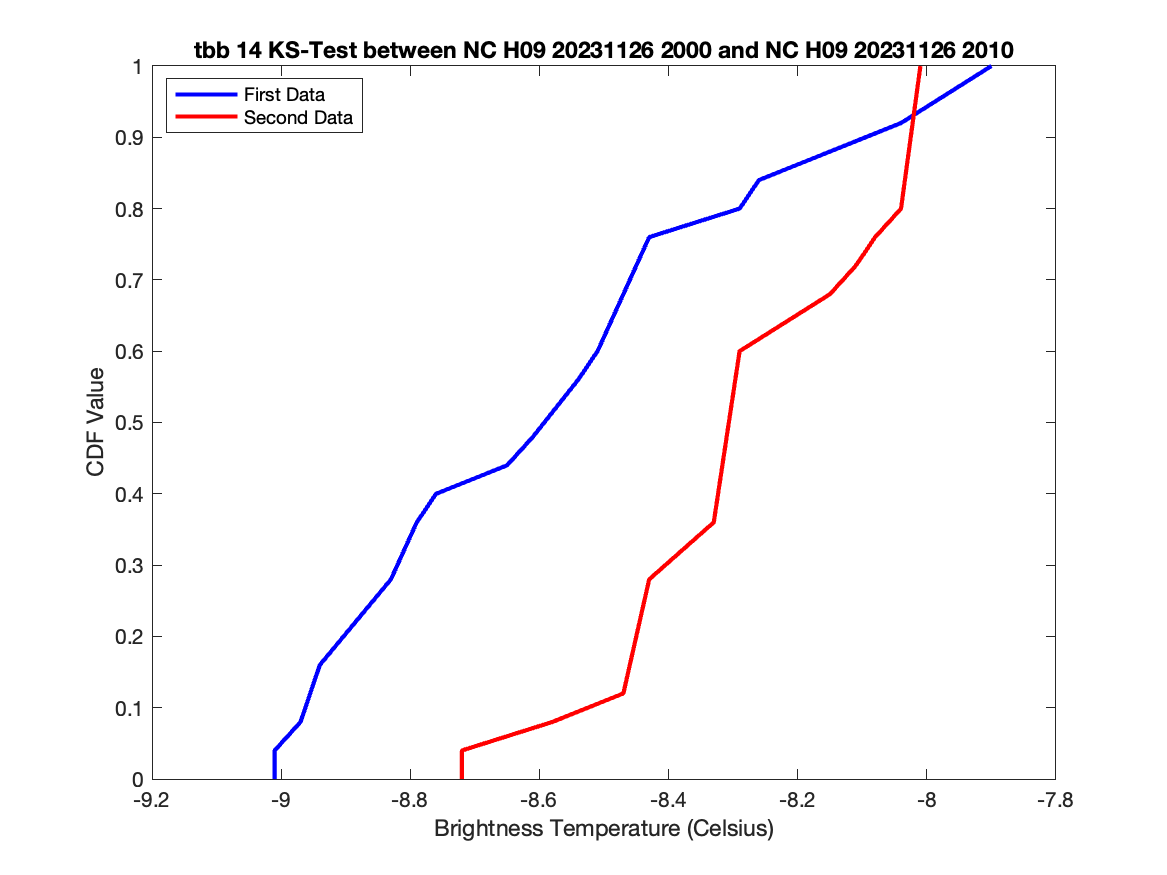 tbb 14 KS-Test between NC H09 20231126 2000 and NC H09 20231126 2010
First Data
Second Data
1
0.9
0.8
0.7
0.6
0.5
0.4
0.3
0.2
0.1
0
CDF Value
-9.2 -9 -8.8 -8.6 -8.4 -8.2 -8 -7.8
Brightness Temperature (Celsius)